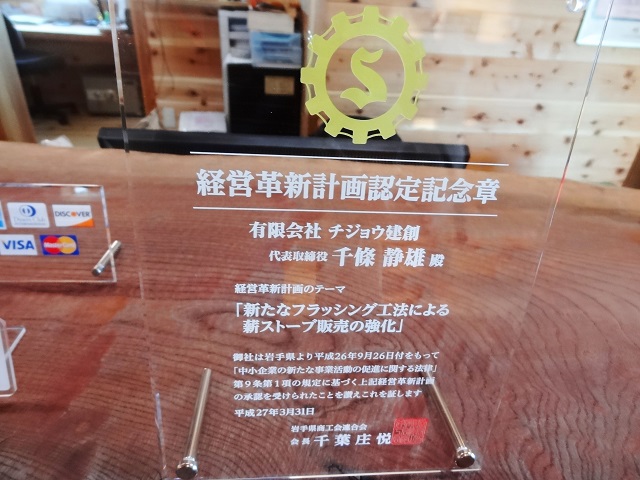 S
経営革新計画認定記念章
有限会社 チジョウ建創
代表取締役 千條 静雄 殿
経営革新計画のテーマ
「新たなフラッシング工法による
薪ストーブ販売の強化」
御社は岩手県より平成26年9月26日付をもって
「中小企業の新たな事業活動の促進に関する法律」
第9条第1項の規定に基づく上記経営革新計画
の承認を受けられたことを讃えこれを証します
平成27年3月31日
岩手県商工会連合会
会長 千葉庄悦
DISCOVER
VISA
MasterCard